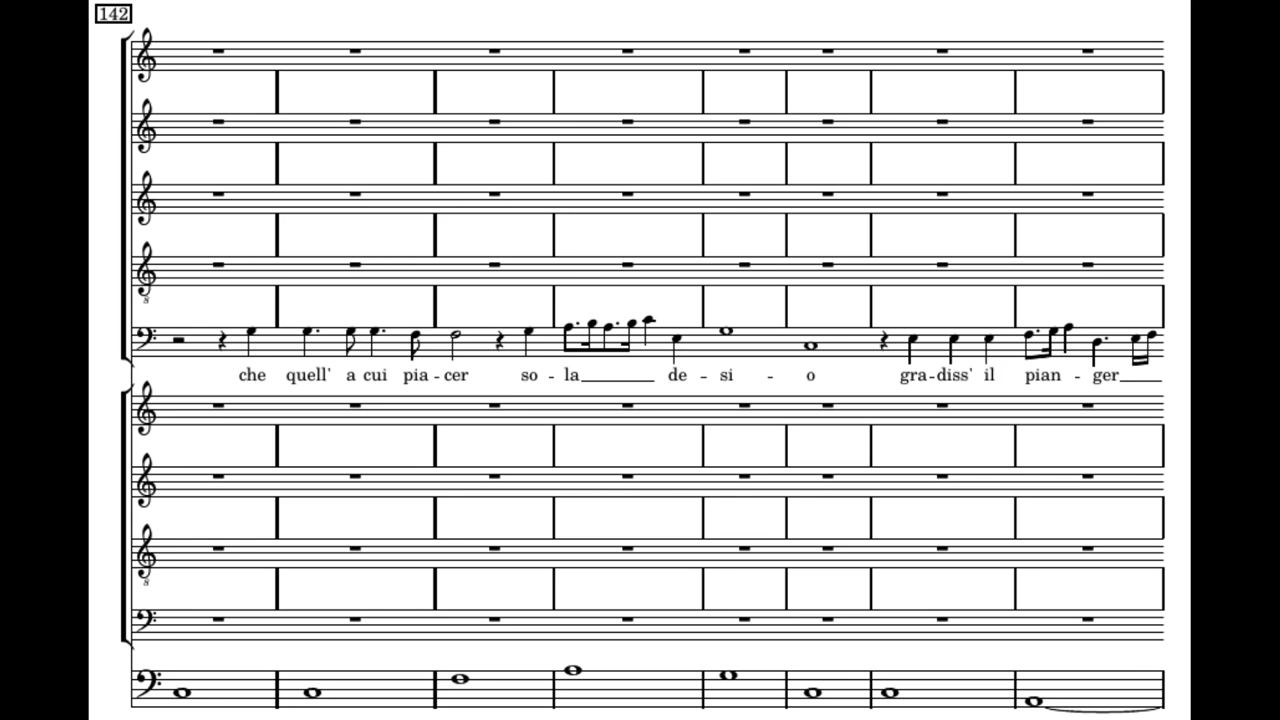 142
che quell' a cui pia - cer so - la de - si - o gra - diss' il pian - ger